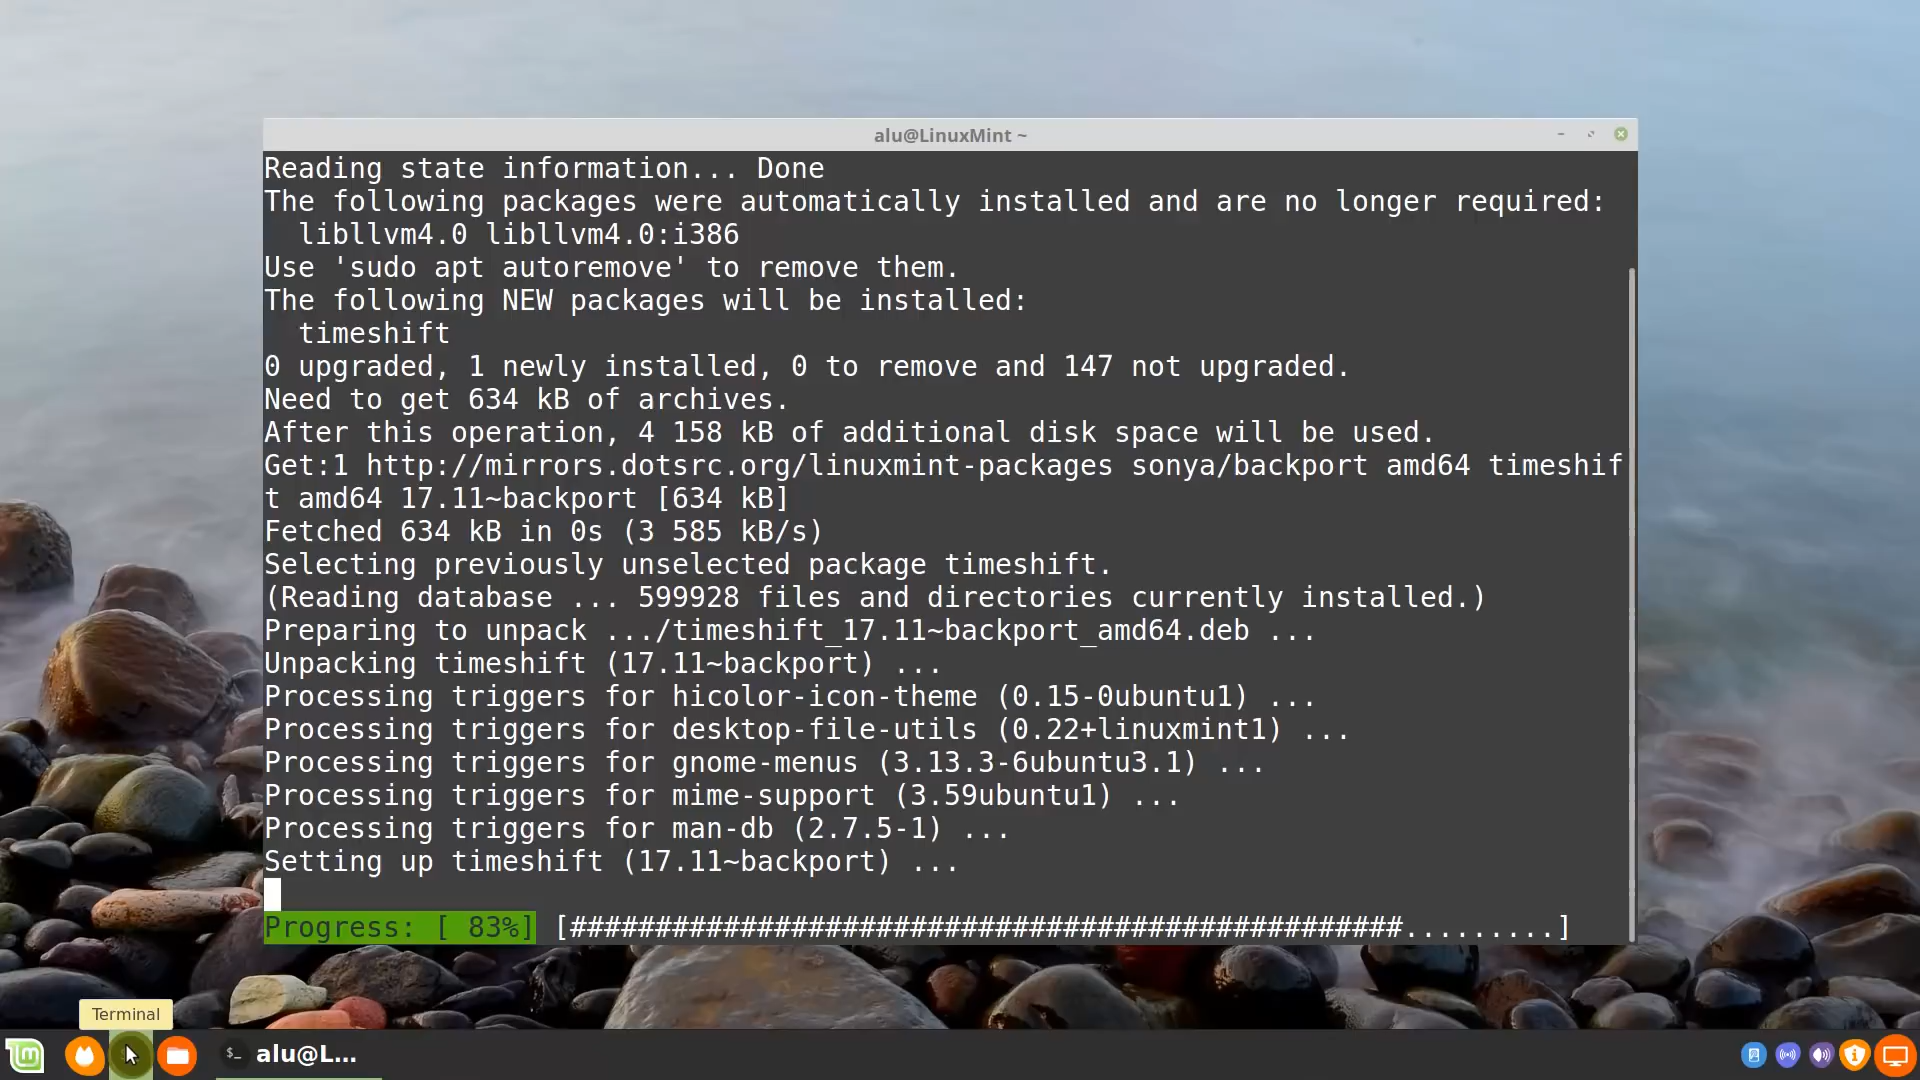 alu@LinuxMint ~
Reading state information... Done
The following packages were automatically installed and are no longer required:
  libllvm4.0 libllvm4.0:i386
Use 'sudo apt autoremove' to remove them.
The following NEW packages will be installed:
  timeshift
0 upgraded, 1 newly installed, 0 to remove and 147 not upgraded.
Need to get 634 kB of archives.
After this operation, 4 158 kB of additional disk space will be used.
Get:1 http://mirrors.dotsrc.org/linuxmint-packages sonya/backport amd64 timeshif
t amd64 17.11~backport [634 kB]
Fetched 634 kB in 0s (3 585 kB/s)
Selecting previously unselected package timeshift.
(Reading database ... 599928 files and directories currently installed.)
Preparing to unpack .../timeshift_17.11~backport_amd64.deb ...
Unpacking timeshift (17.11~backport) ...
Processing triggers for hicolor-icon-theme (0.15-0ubuntu1) ...
Processing triggers for desktop-file-utils (0.22+linuxmint1) ...
Processing triggers for gnome-menus (3.13.3-6ubuntu3.1) ...
Processing triggers for mime-support (3.59ubuntu1) ...
Processing triggers for man-db (2.7.5-1) ...
Setting up timeshift (17.11~backport) ...
Progress: [ 83%] [#################################################.........]
Terminal
$_ alu@L...